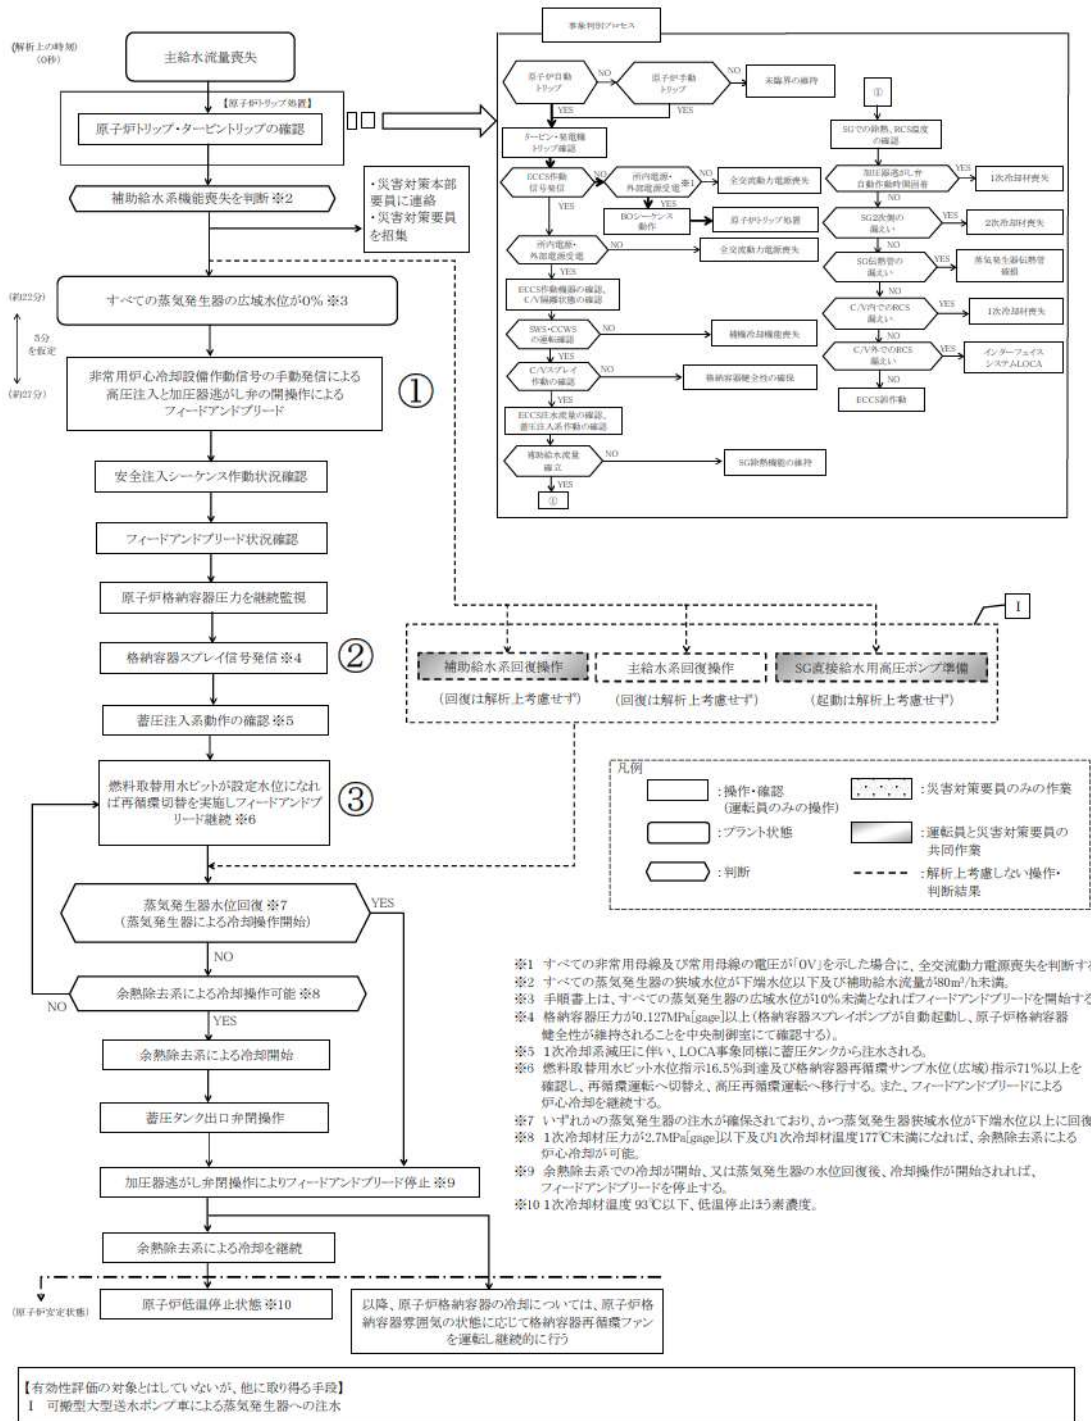 (解析上の時刻)
(0秒)
主給水流量喪失
【原子炉トリップ処置】
原子炉トリップ・タービントリップの確認
補助給水系機能喪失を判断※2
・災害対策本部
要員に連絡
・災害対策要員
を招集
(約22分)
すべての蒸気発生器の広域水位が0%※3
5分
を仮定
(約27分)
非常用炉心冷却設備作動信号の手動発信による
高圧注入と加圧器逃がし弁の開操作による
フィードアンドブリード
①
安全注入シーケンス作動状況確認
フィードアンドブリード状況確認
原子炉格納容器圧力を継続監視
格納容器スプレイ信号発信※4
②
蓄圧注入系動作の確認※5
燃料取替用水ピットが設定水位になれ
ば再循環切替を実施しフィードアンドブ
リード継続※6
③
蒸気発生器水位回復※7
(蒸気発生器による冷却操作開始)
YES
NO
余熱除去系による冷却操作可能※8
NO
YES
余熱除去系による冷却開始
蓄圧タンク出口弁閉操作
加圧器逃がし弁閉操作によりフィードアンドブリード停止※9
余熱除去系による冷却を継続
(原子炉安定状態)
原子炉低温停止状態※10
以降、原子炉格納容器の冷却については、原子炉格
納容器雰囲気の状態に応じて格納容器再循環ファン
を運転し継続的に行う
事象判別プロセス
原子炉自動
トリップ
NO
原子炉手動
トリップ
NO
未臨界の維持
YES
YES
タービン・発電機
トリップ確認
ECCS作動
信号発信
NO
所内電源・
外部電源受電
※1
NO
全交流動力電源喪失
YES
YES
BOシーケンス
動作
原子炉トリップ処置
所内電源・
外部電源受電
NO
全交流動力電源喪失
YES
ECCS作動機器の確認、
C/V隔離状態の確認
SWS・CCWS
の運転確認
NO
補機冷却機能喪失
YES
C/Vスプレイ
作動の確認
NO
格納容器健全性の確保
YES
ECCS注水流量の確認、
蓄圧注入系作動の確認
補助給水流量
確立
NO
SG除熱機能の維持
YES
①
①
SGでの除熱、RCS温度
の確認
加圧器逃がし弁
自動作動時開固着
YES
1次冷却材喪失
NO
SG2次側の
漏えい
YES
2次冷却材喪失
NO
SG伝熱管の
漏えい
YES
蒸気発生器伝熱管
破損
NO
C/V内でのRCS
漏えい
YES
1次冷却材喪失
NO
C/V外でのRCS
漏えい
YES
インターフェイス
システムLOCA
NO
ECCS誤作動
I
補助給水系回復操作
(回復は解析上考慮せず)
主給水系回復操作
(回復は解析上考慮せず)
SG直接給水用高圧ポンプ準備
(起動は解析上考慮せず)
凡例
:操作・確認
(運転員のみの操作)
:災害対策要員のみの作業
:プラント状態
:運転員と災害対策要員の
共同作業
:判断
:解析上考慮しない操作・
判断結果
※1 すべての非常用母線及び常用母線の電圧が「0V」を示した場合に、全交流動力電源喪失を判断す
※2 すべての蒸気発生器の狭域水位が下端水位以下及び補助給水流量が80m³/h未満。
※3 手順書上は、すべての蒸気発生器の広域水位が10%未満となればフィードアンドブリードを開始する
※4 格納容器圧力が0.127MPa[gage]以上(格納容器スプレイポンプが自動起動し、原子炉格納容器
健全性が維持されることを中央制御室にて確認する)。
※5 1次冷却系減圧に伴い、LOCA事象同様に蓄圧タンクから注水される。
※6 燃料取替用水ピット水位指示16.5%到達及び格納容器再循環サンプ水位(広域)指示71%以上を
確認し、再循環運転へ切替え、高圧再循環運転へ移行する。また、フィードアンドブリードによる
炉心冷却を継続する。
※7 いずれかの蒸気発生器の注水が確保されており、かつ蒸気発生器狭域水位が下端水位以上に回復
※8 1次冷却材圧力が2.7MPa[gage]以下及び1次冷却材温度177℃未満になれば、余熱除去系による
炉心冷却が可能。
※9 余熱除去系での冷却が開始、又は蒸気発生器の水位回復後、冷却操作が開始されれば、
フィードアンドブリードを停止する。
※10 1次冷却材温度 93℃以下、低温停止ほう素濃度。
【有効性評価の対象とはしていないが、他に取り得る手段】
I 可搬型大型送水ポンプ車による蒸気発生器への注水